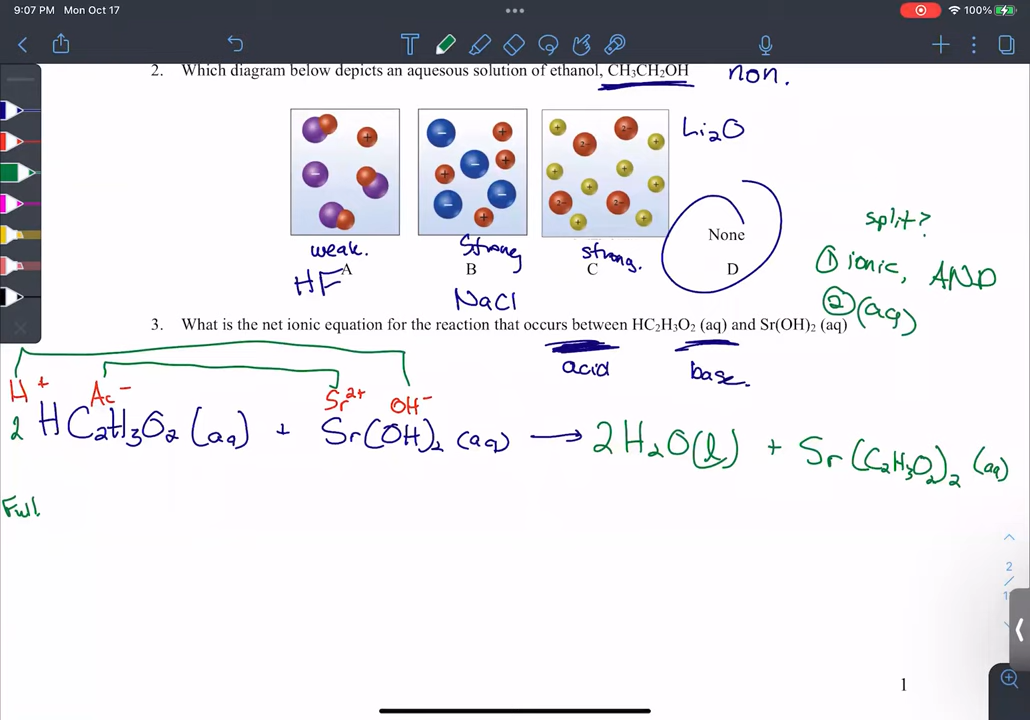 9:07 PM Mon Oct 17
100%
2. Which diagram below depicts an aquesous solution of ethanol, CH₃CH₂OH non.
Li₂O
None
split?
① ionic, AND
② (aq)
weak. Strong strong.
A B C D
HF NaCl
3. What is the net ionic equation for the reaction that occurs between HC₂H₃O₂ (aq) and Sr(OH)₂ (aq)
acid base.
H⁺ Ac⁻ Sr²⁺ OH⁻
2 HC₂H₃O₂ (aq) + Sr(OH)₂ (aq) → 2H₂O(l) + Sr(C₂H₃O₂)₂ (aq)
Full
2
/
1
1